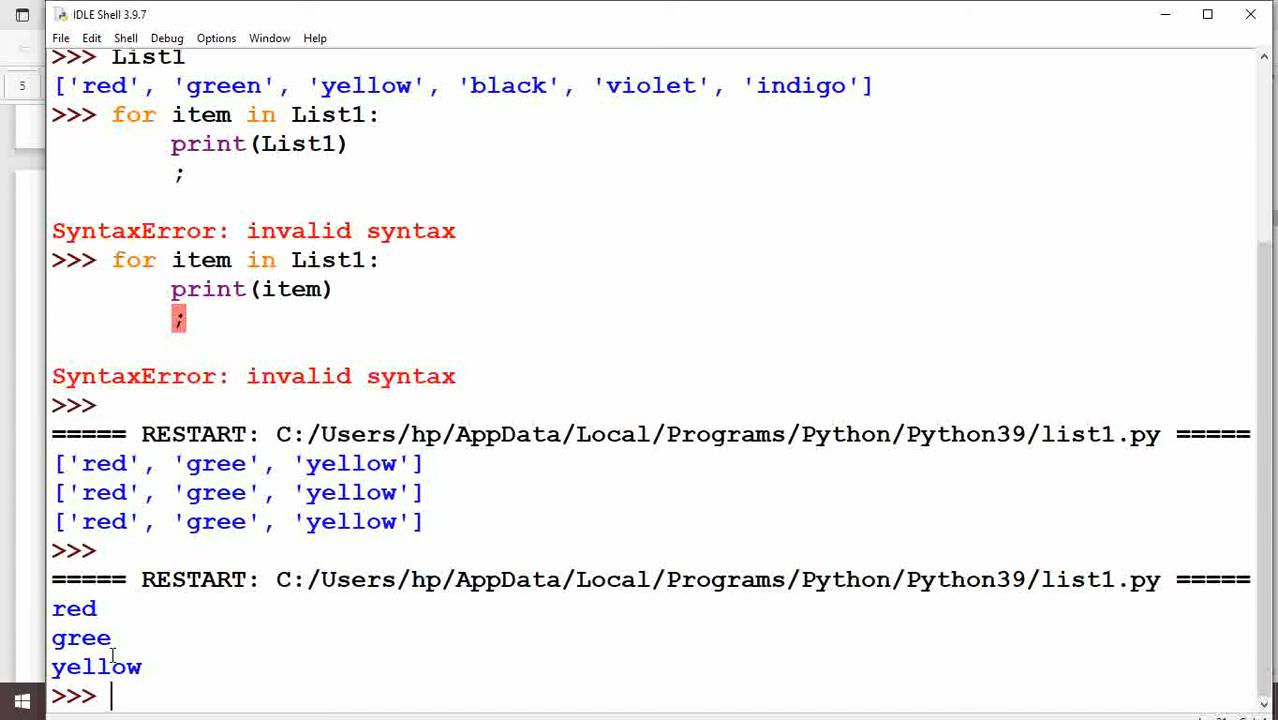 IDLE Shell 3.9.7
File Edit Shell Debug Options Window Help
>>> List1
['red', 'green', 'yellow', 'black', 'violet', 'indigo']
>>> for item in List1:
print(List1)
;
SyntaxError: invalid syntax
>>> for item in List1:
print(item)
;
SyntaxError: invalid syntax
>>>
===== RESTART: C:/Users/hp/AppData/Local/Programs/Python/Python39/list1.py =====
['red', 'gree', 'yellow']
['red', 'gree', 'yellow']
['red', 'gree', 'yellow']
>>>
===== RESTART: C:/Users/hp/AppData/Local/Programs/Python/Python39/list1.py =====
red
gree
yellow
>>>
5